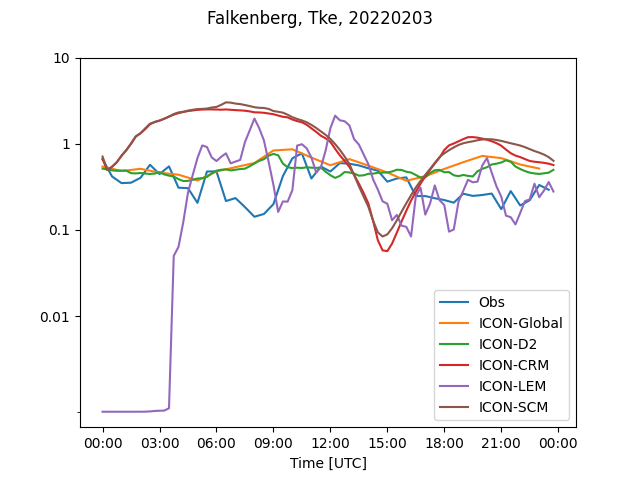 Falkenberg, Tke, 20220203
10
1
0.1
0.01
Obs
ICON-Global
ICON-D2
ICON-CRM
ICON-LEM
ICON-SCM
00:00 03:00 06:00 09:00 12:00 15:00 18:00 21:00 00:00
Time [UTC]